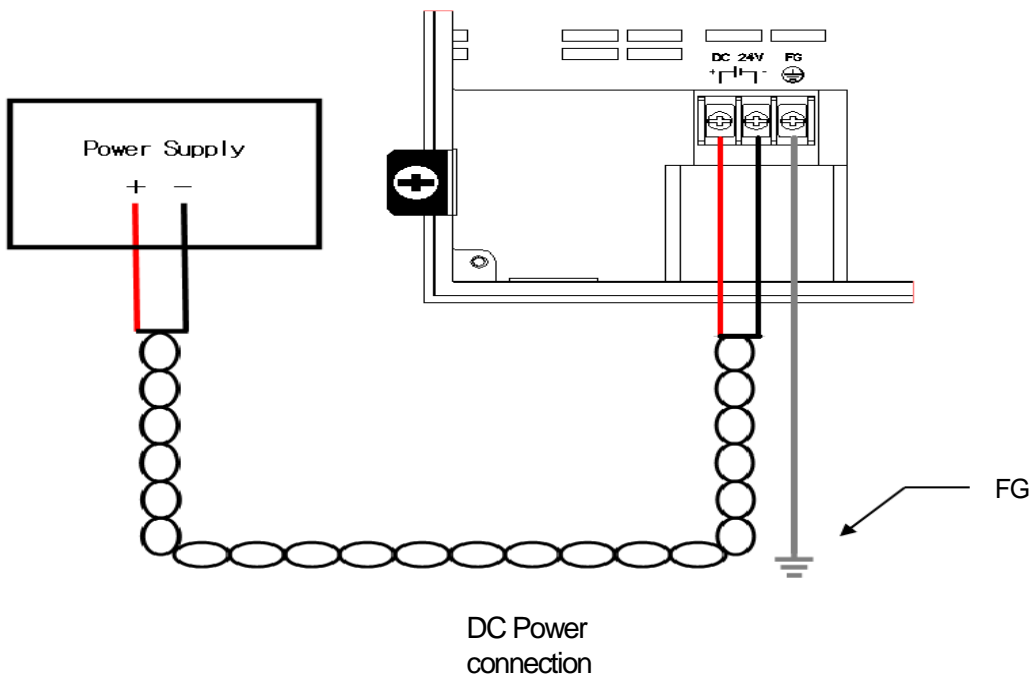 DC 24V FG
+ -
Power Supply
+ −
FG
DC Power
connection